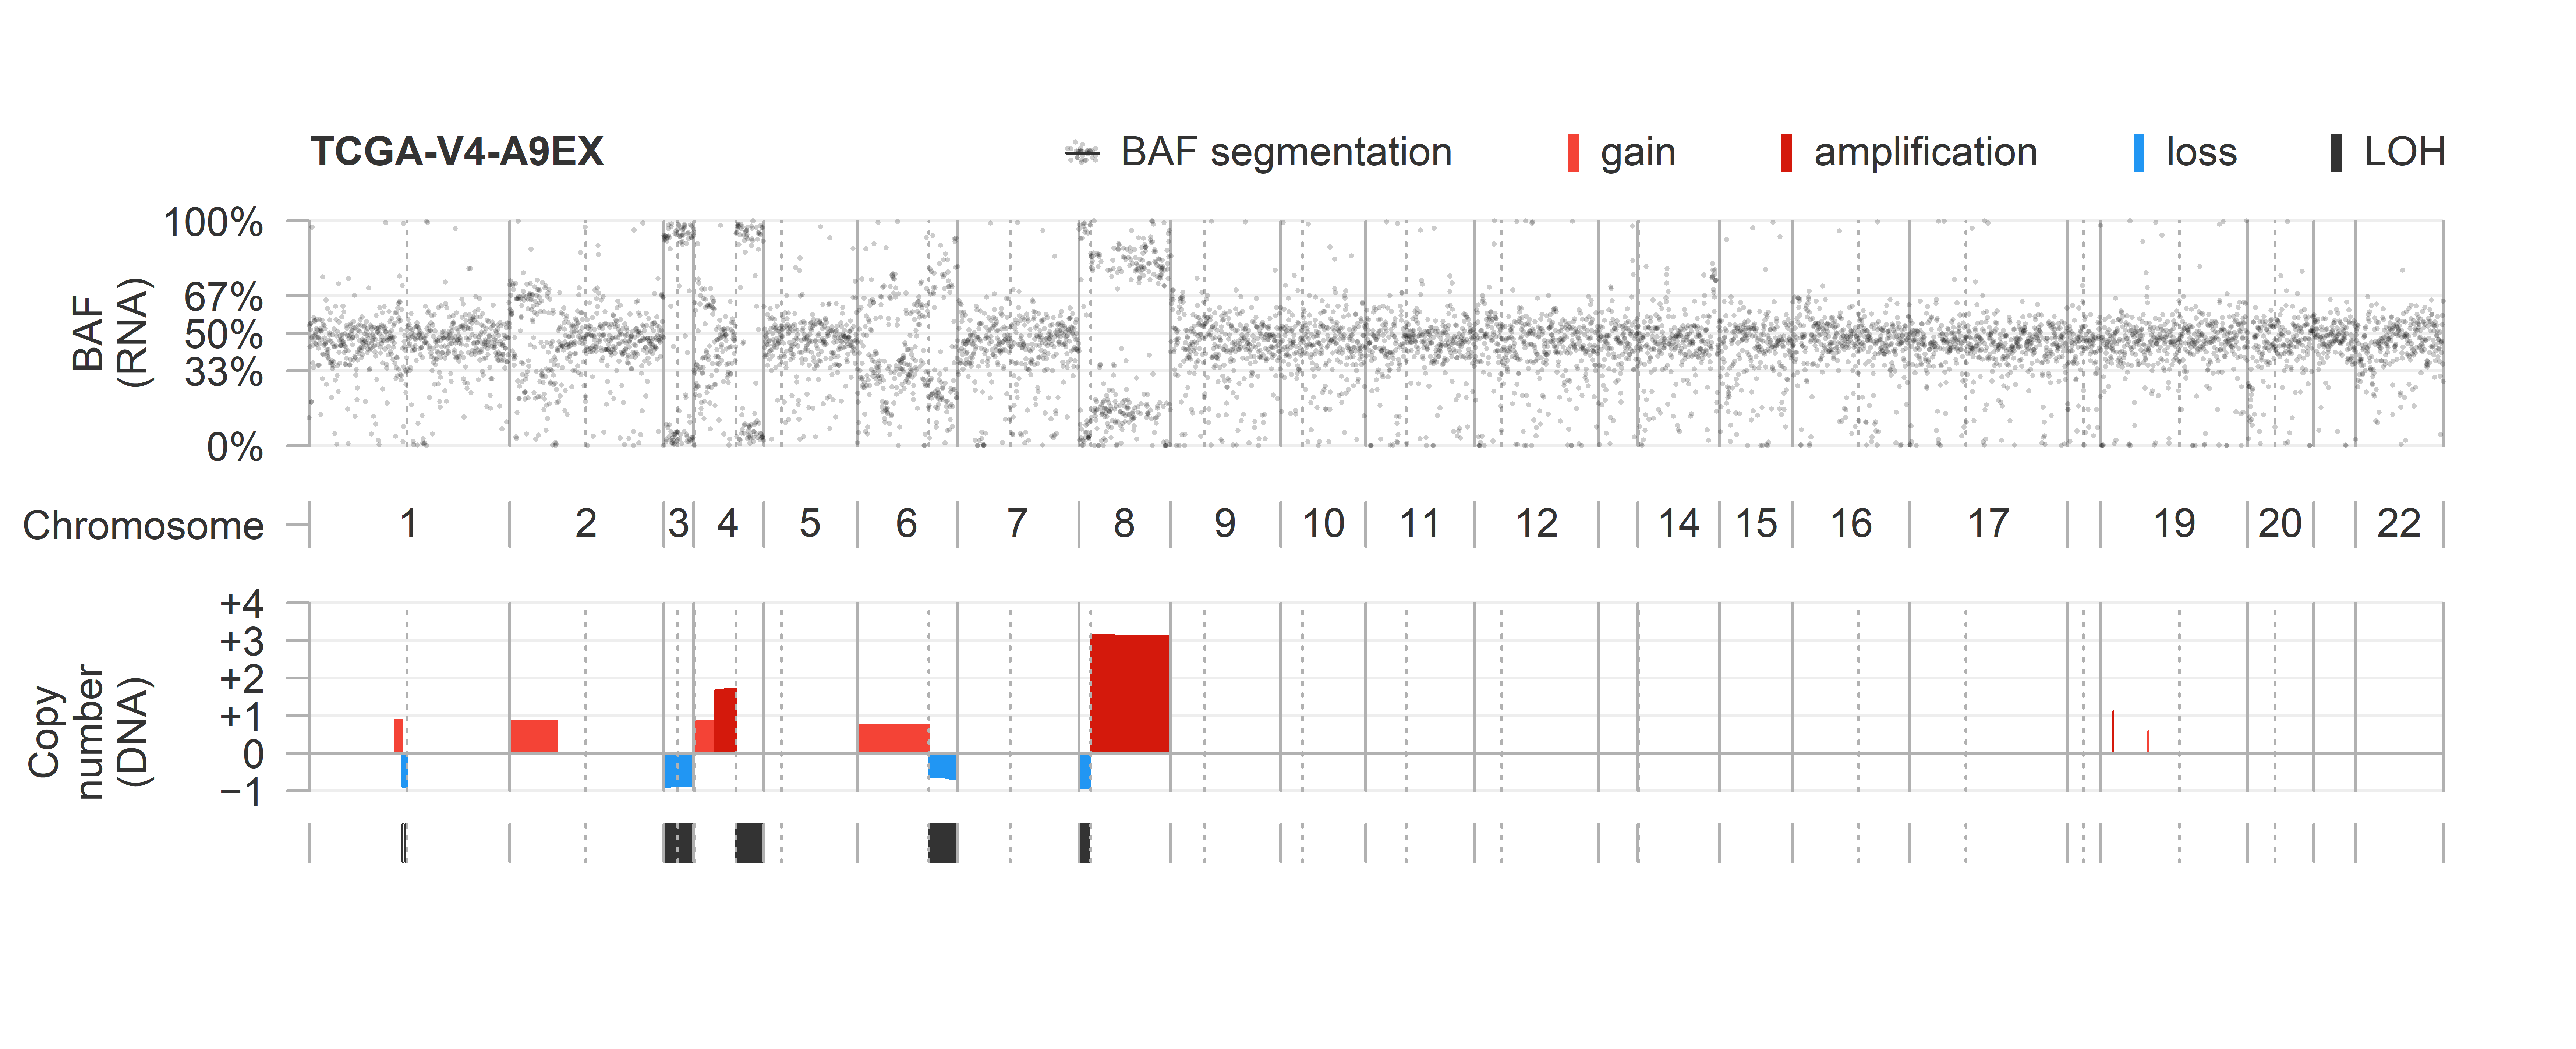 TCGA-V4-A9EX
BAF segmentation gain amplification loss LOH
100%
67%
50%
33%
0%
BAF
(RNA)
Chromosome 1 2 3 4 5 6 7 8 9 10 11 12 14 15 16 17 19 20 22
+4
+3
+2
+1
0
−1
Copy
number
(DNA)